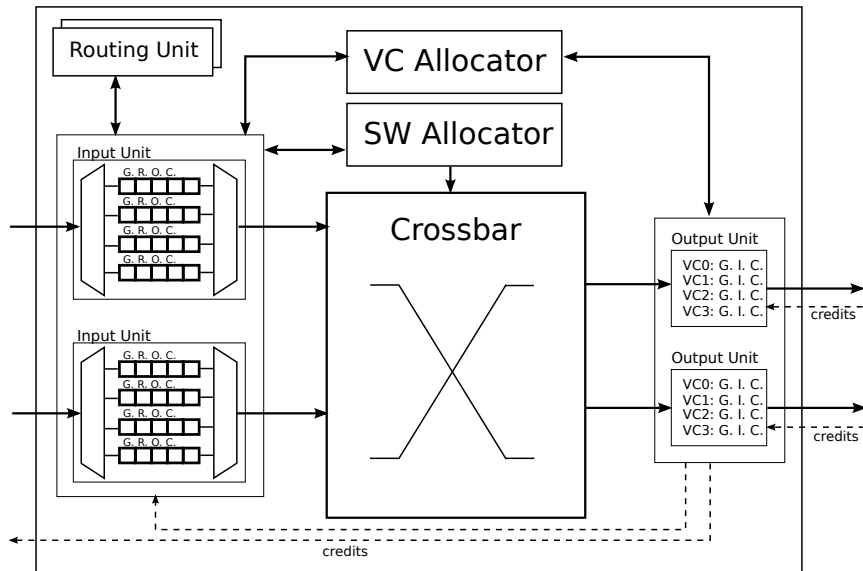 Routing Unit
VC Allocator
SW Allocator
Input Unit
G. R. O. C.
G. R. O. C.
G. R. O. C.
G. R. O. C.
Crossbar
Output Unit
VC0: G. I. C.
VC1: G. I. C.
VC2: G. I. C.
VC3: G. I. C.
credits
Input Unit
G. R. O. C.
G. R. O. C.
G. R. O. C.
G. R. O. C.
Output Unit
VC0: G. I. C.
VC1: G. I. C.
VC2: G. I. C.
VC3: G. I. C.
credits
credits